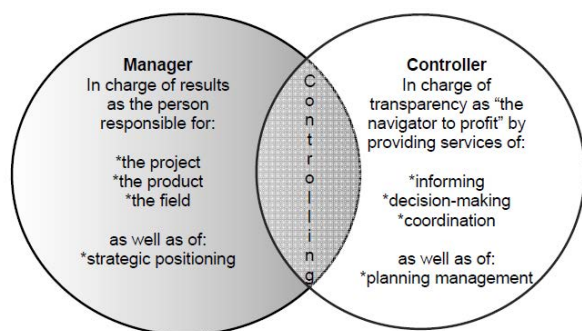 Manager
In charge of results
as the person
responsible for:
*the project
*the product
*the field
as well as of:
*strategic positioning
Controlling
Controller
In charge of
transparency as “the
navigator to profit” by
providing services of:
*informing
*decision-making
*coordination
as well as of:
*planning management